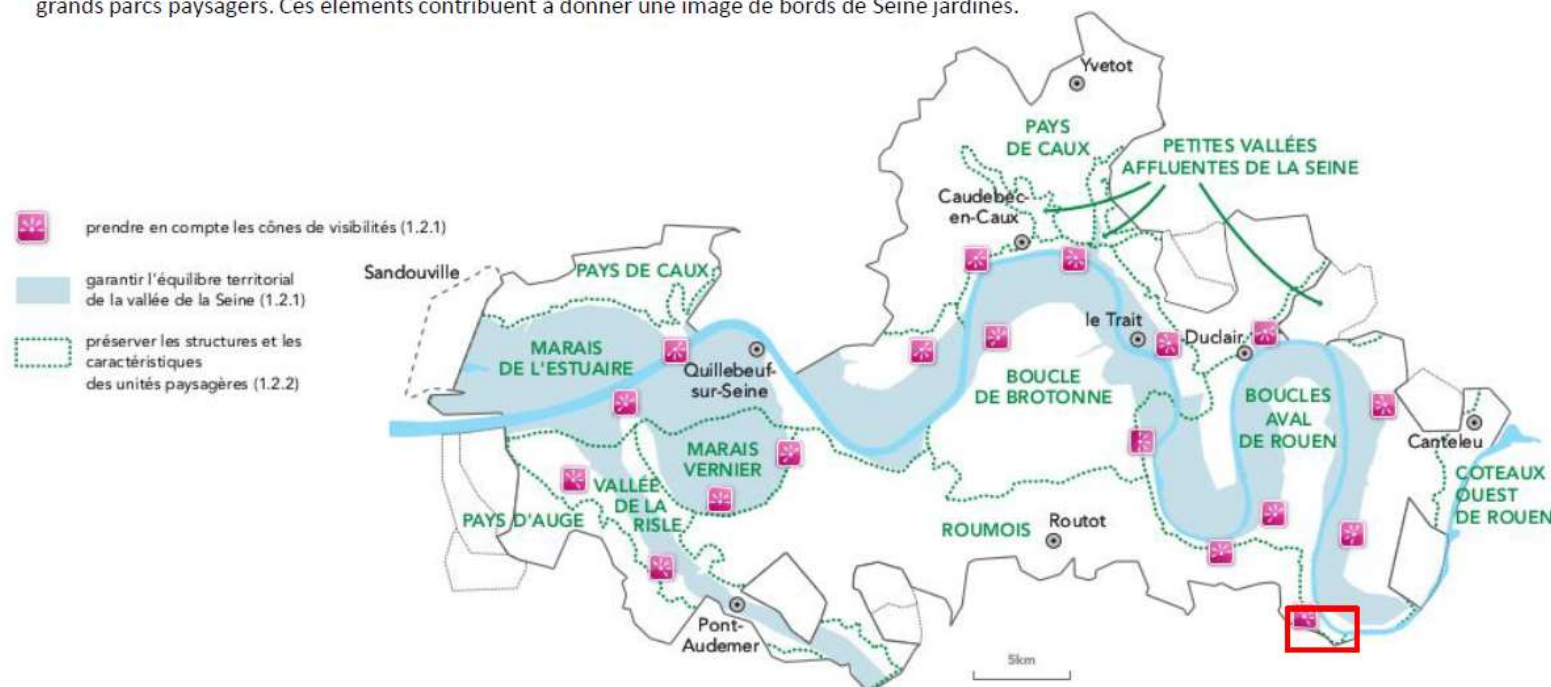 grands parcs paysagers. Ces éléments contribuent à donner une image de bords de Seine jardinés.
Yvetot
PAYS
DE CAUX
PETITES VALLÉES
AFFLUENTES DE LA SEINE
Caudebec-
en-Caux
prendre en compte les cônes de visibilités (1.2.1)
garantir l'équilibre territorial
de la vallée de la Seine (1.2.1)
préserver les structures et les
caractéristiques
des unités paysagères (1.2.2)
Sandouville
PAYS DE CAUX
MARAIS
DE L'ESTUAIRE
Quillebeuf-
sur-Seine
le Trait
Duclair
BOUCLE
DE BROTONNE
BOUCLES
AVAL
DE ROUEN
Canteleu
MARAIS
VERNIER
VALLÉE
DE LA
RISLE
PAYS D'AUGE
COTEAUX
OUEST
DE ROUEN
ROUMOIS
Routot
Pont-
Audemer
5km